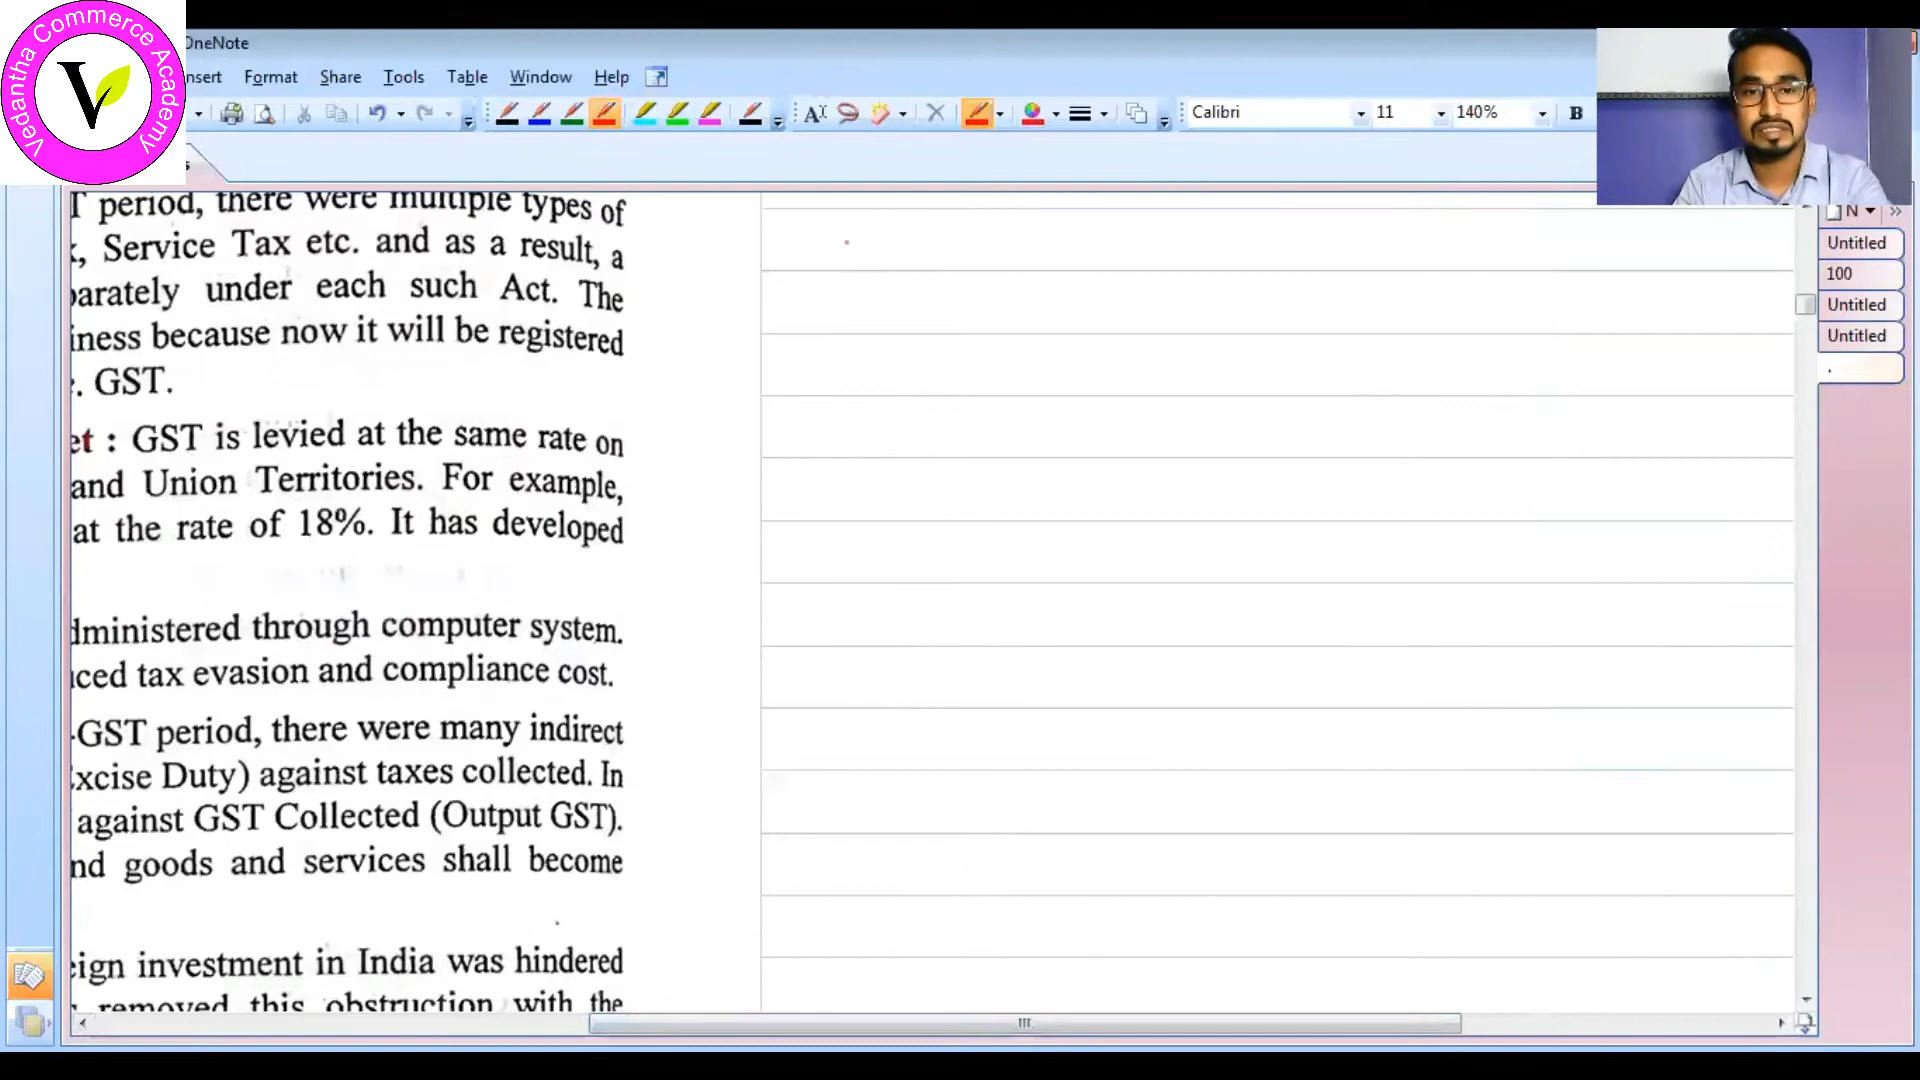 Vedantha Commerce Academy
V
OneNote
nsert Format Share Tools Table Window Help
Calibri 11 140% B
T period, there were multiple types of
, Service Tax etc. and as a result, a
parately under each such Act. The
iness because now it will be registered
. GST.
et : GST is levied at the same rate on
and Union Territories. For example,
at the rate of 18%. It has developed
dministered through computer system.
ced tax evasion and compliance cost.
-GST period, there were many indirect
xcise Duty) against taxes collected. In
against GST Collected (Output GST).
nd goods and services shall become
eign investment in India was hindered
removed this obstruction with the
N
Untitled
100
Untitled
Untitled
.